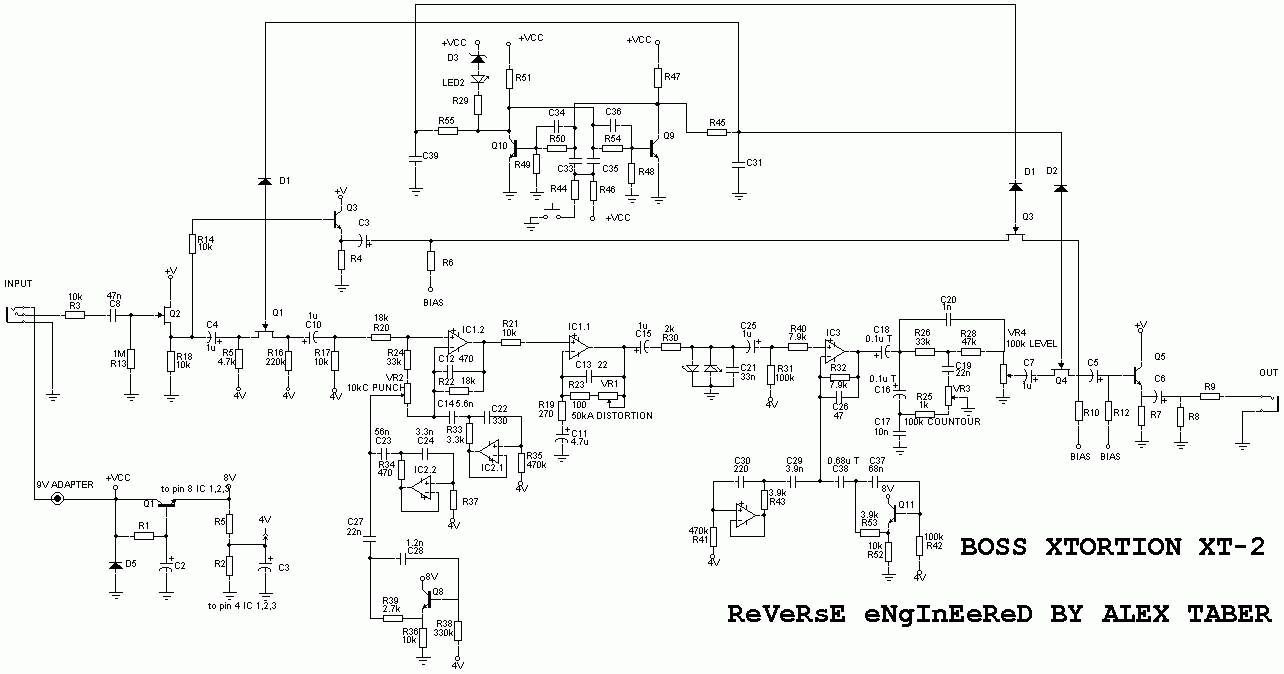 +VCC
D3
LED2
R29
+VCC
R51
+VCC
R47
R55
C34
C36
R50
R54
Q10
Q9
R49
R48
C33
C35
R44
R46
+VCC
R45
C39
C31
D1
D1
D2
+V
Q3
C3
R14
10k
R4
R6
BIAS
Q3
INPUT
10k
R3
47n
C8
+V
Q2
1M
R13
R18
10k
C4
1u
R5
4.7k
4V
Q1
R16
220k
4V
1u
C10
R17
10k
4V
18k
R20
R24
33k
VR2
10kC PUNCH
IC1.2
C12 470
R22 18k
C14 5.6n
C22
330
R33
3.3k
IC2.1
R35
470k
4V
56n
C23
3.3n
C24
R34
470
IC2.2
R37
4V
R21
10k
IC1.1
C13 22
R23
VR1
100
50kA DISTORTION
R19
270
C11
4.7u
1u
C15
2k
R30
C21
33n
C25
1u
R31
100k
4V
R40
7.9k
IC3
R32
7.9k
C26
47
C18
0.1u T
0.1u T
C16
C17
10n
C20
1n
R26
33k
R28
47k
C19
22n
VR3
R25
1k
100k COUNTOUR
VR4
100k LEVEL
C7
1u
Q4
C5
+V
Q5
C6
R9
OUT
R10
R12
R7
R8
BIAS
BIAS
9V ADAPTER
+VCC
Q1
to pin 8 IC 1,2,3
8V
4V
R1
R5
D5
C2
R2
C3
to pin 4 IC 1,2,3
C27
22n
1.2n
C28
8V
Q8
R39
2.7k
R36
10k
R38
330k
4V
C30
220
C29
3.9n
0.68u T
C38
C37
68n
3.9k
R43
470k
R41
4V
8V
Q11
3.9k
R53
10k
R52
100k
R42
4V
BOSS XTORTION XT-2
ReVeRsE eNgInEeReD BY ALEX TABER